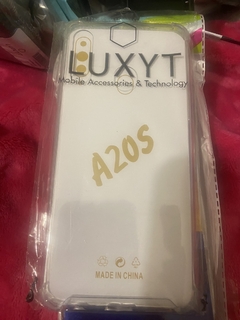 LUXYT
Mobile Accessories & Technology
A20S
MADE IN CHINA